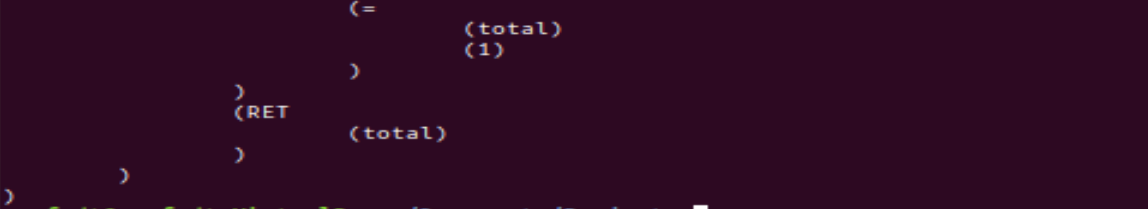 (=
(total)
(1)
)
)
(RET
(total)
)
)
)